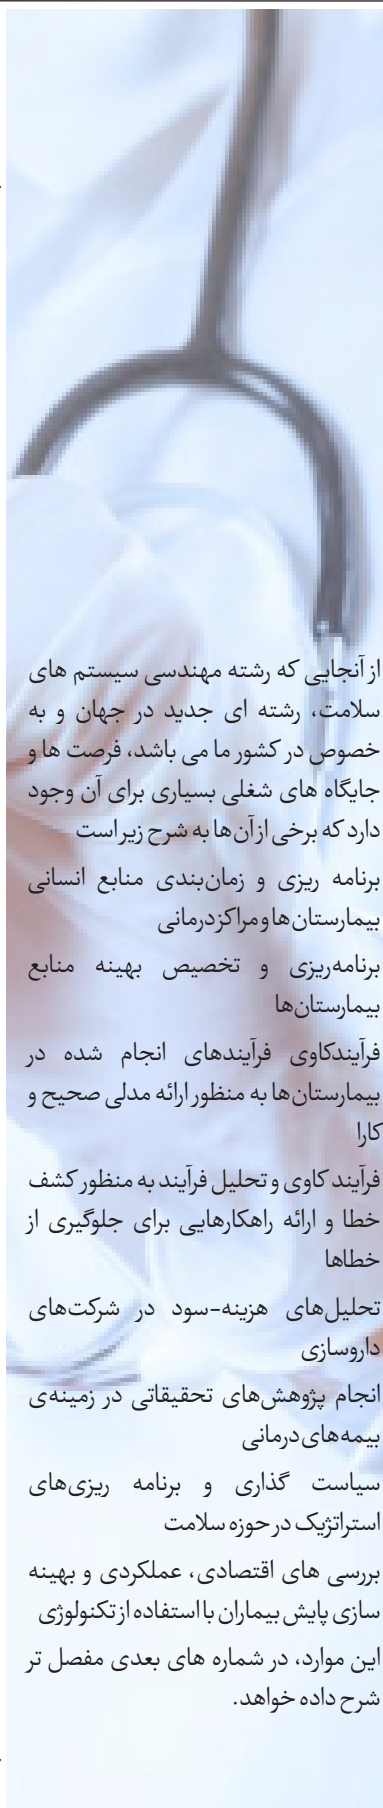 از آنجایی که رشته مهندسی سیستم های
سلامت، رشته ای جدید در جهان و به
خصوص در کشور ما می باشد، فرصت ها و
جایگاه های شغلی بسیاری برای آن وجود
دارد که برخی از آن ها به شرح زیر است
برنامه ریزی و زمان‌بندی منابع انسانی
بیمارستان‌ها و مراکز درمانی
برنامه‌ریزی و تخصیص بهینه منابع
بیمارستان‌ها
فرآیندکاوی فرآیندهای انجام شده در
بیمارستان‌ها به منظور ارائه مدلی صحیح و
کارا
فرآیند کاوی و تحلیل فرآیند به منظور کشف
خطا و ارائه راهکارهایی برای جلوگیری از
خطاها
تحلیل‌های هزینه-سود در شرکت‌های
داروسازی
انجام پژوهش‌های تحقیقاتی در زمینه‌ی
بیمه‌های درمانی
سیاست گذاری و برنامه ریزی‌های
استراتژیک در حوزه سلامت
بررسی های اقتصادی، عملکردی و بهینه
سازی پایش بیماران با استفاده از تکنولوژی
این موارد، در شماره های بعدی مفصل تر
شرح داده خواهد.